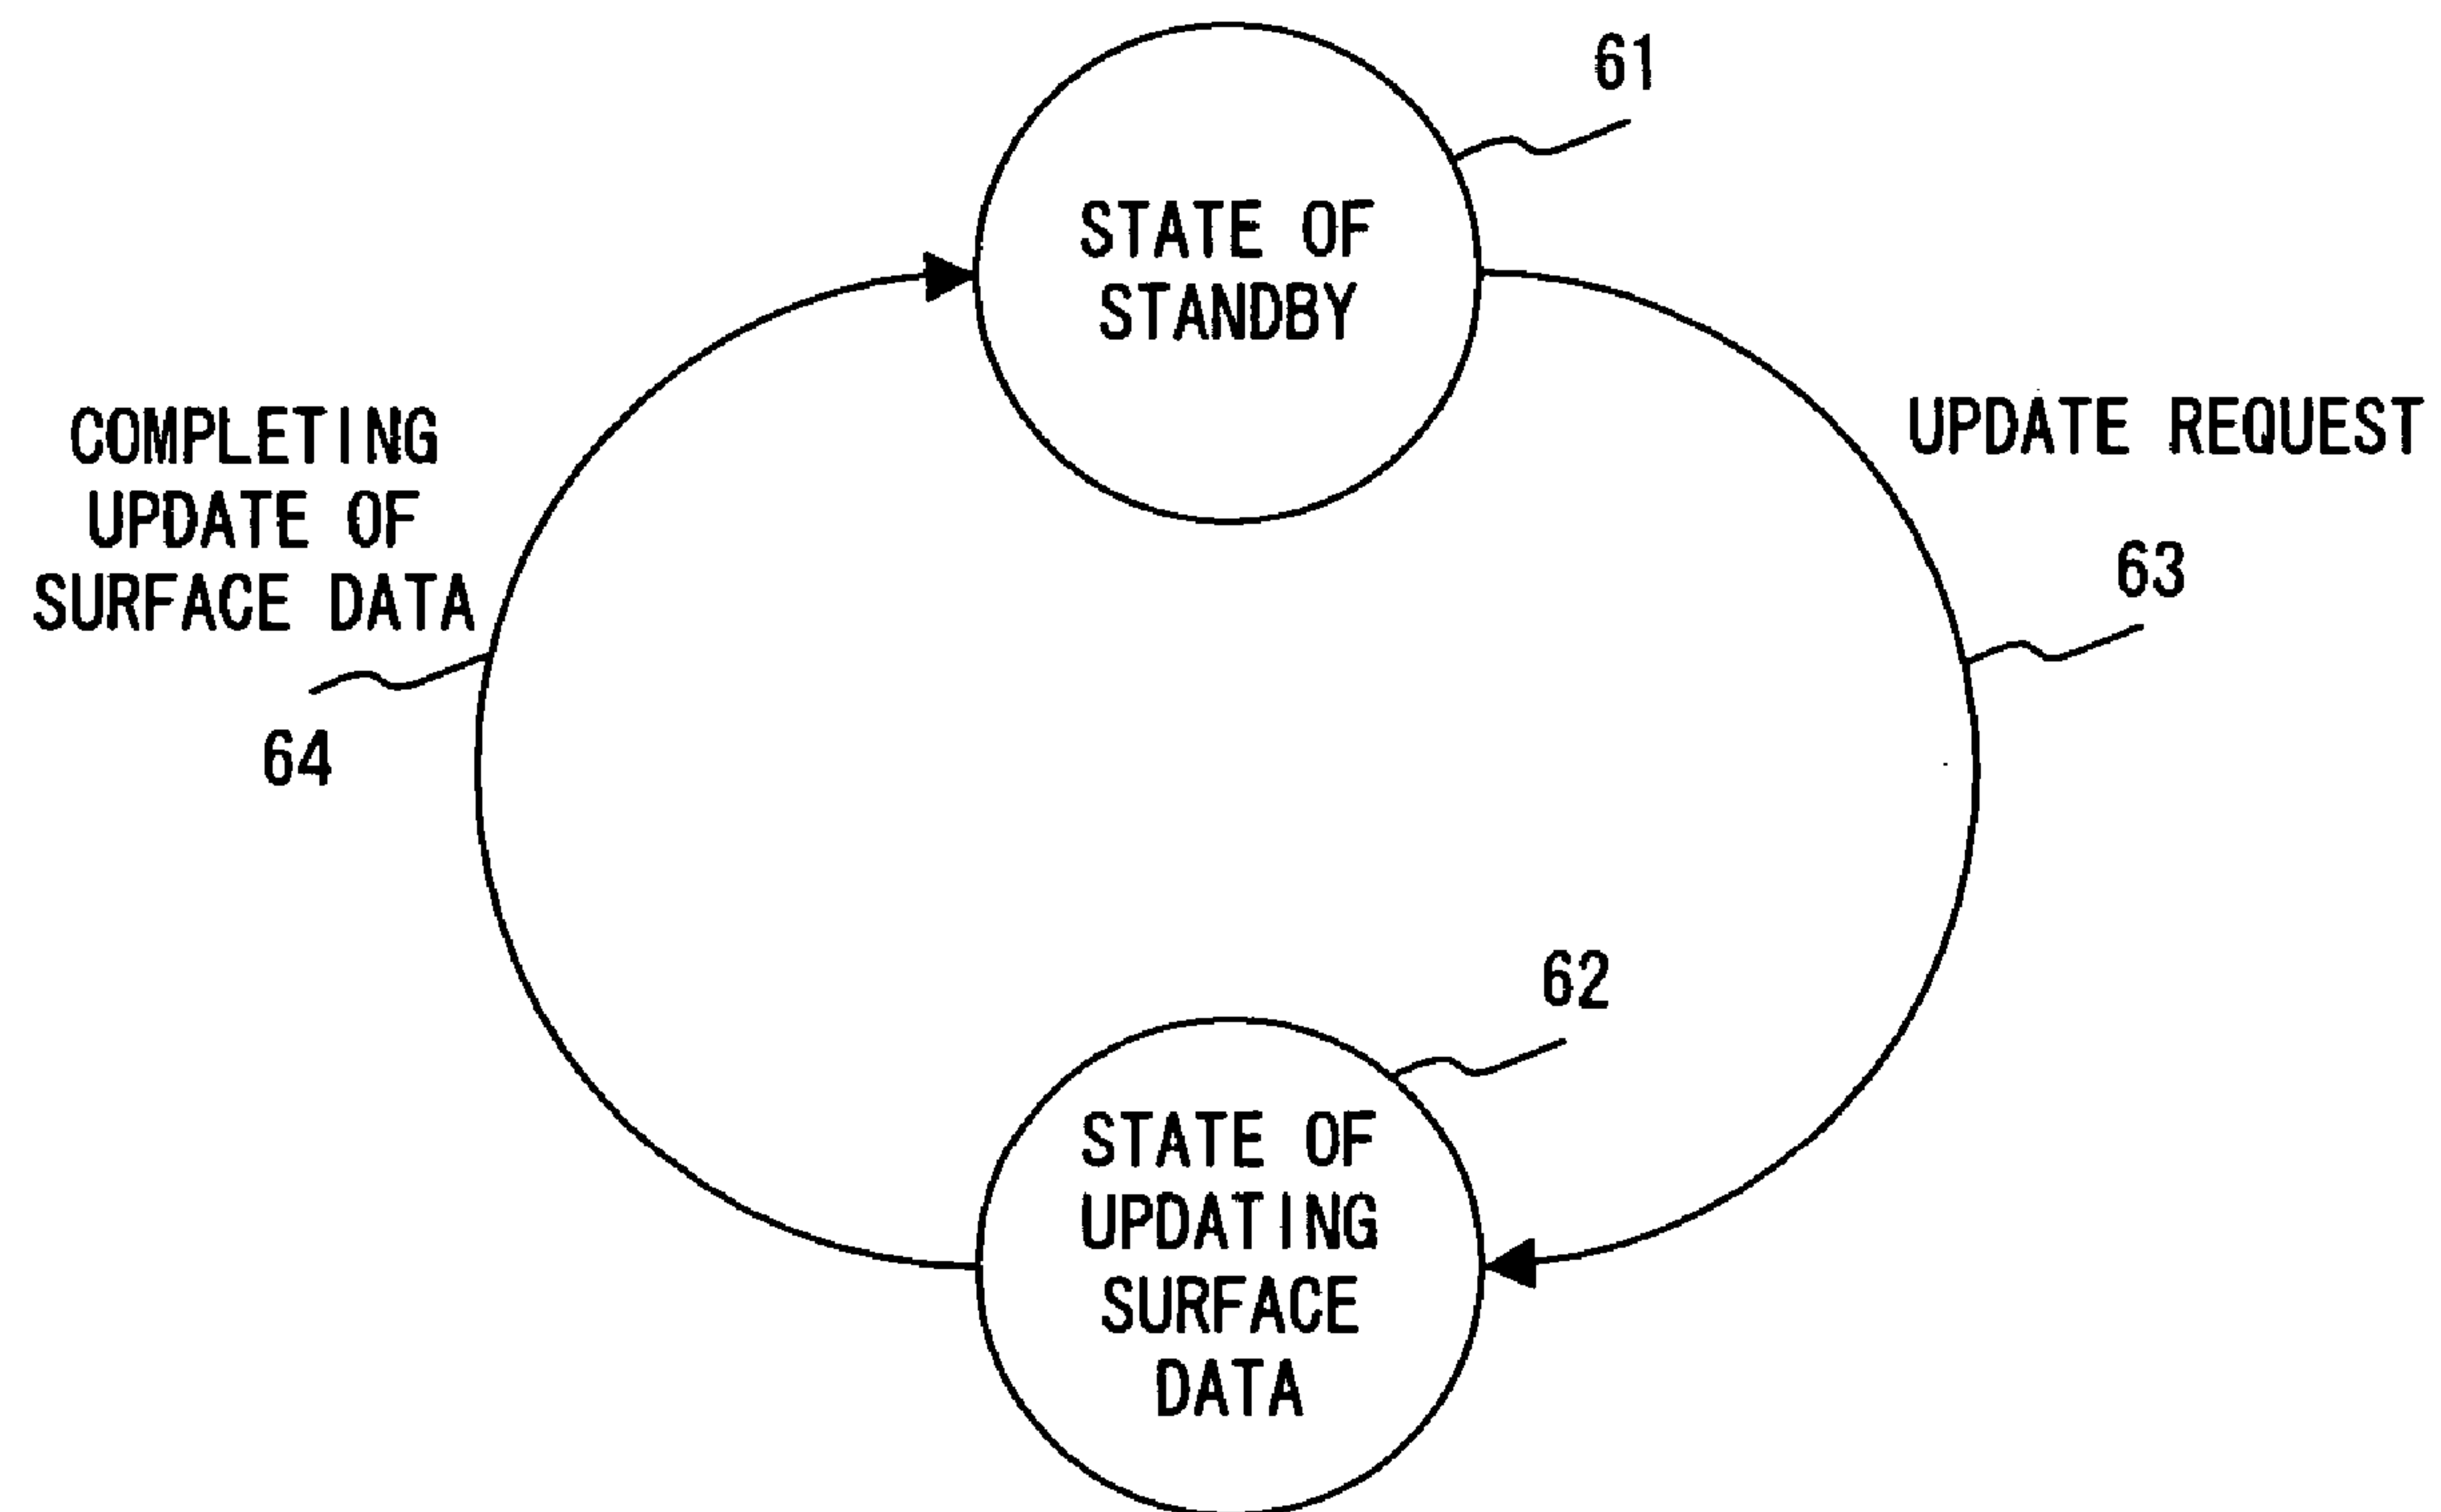 61
STATE OF
STANDBY
COMPLETING
UPDATE OF
SURFACE DATA
64
UPDATE REQUEST
63
62
STATE OF
UPDATING
SURFACE
DATA